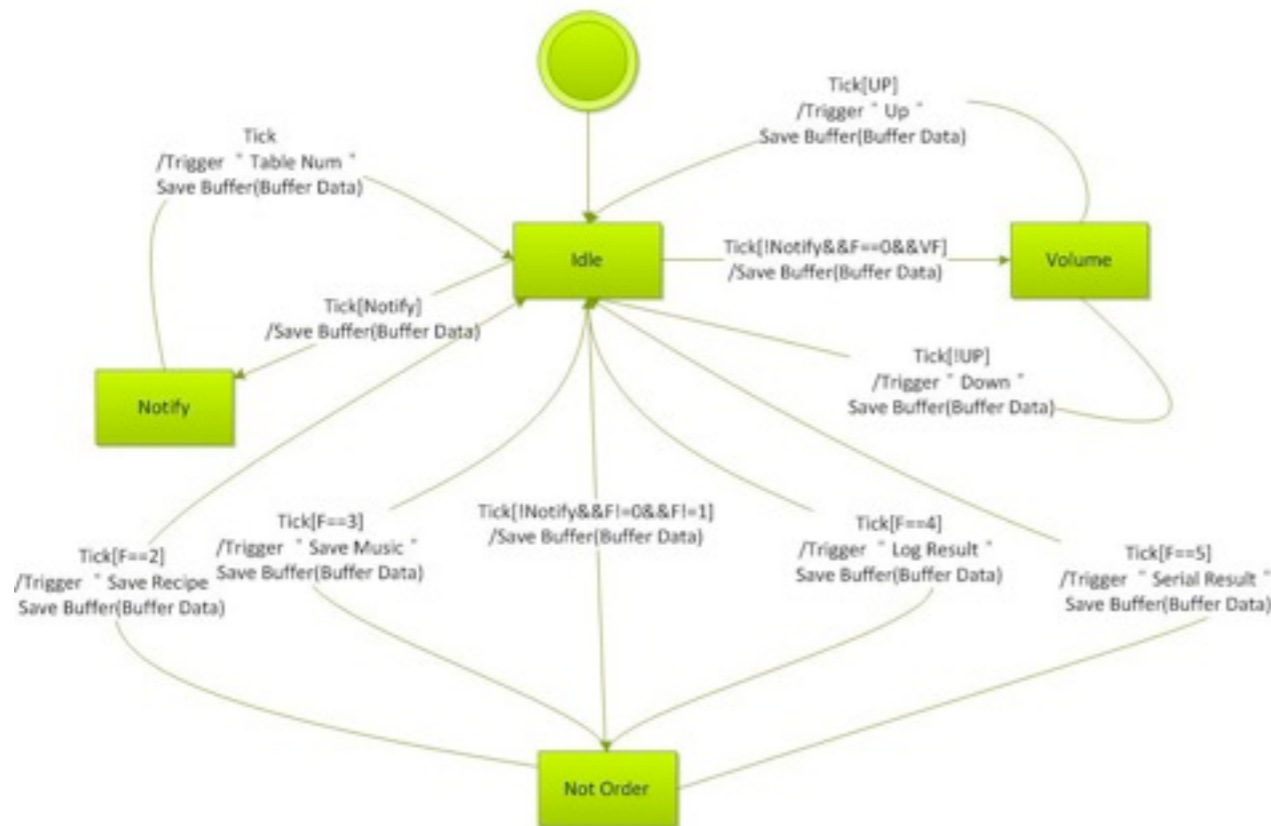 Tick[UP]
/Trigger " Up "
Save Buffer(Buffer Data)
Tick
/Trigger " Table Num "
Save Buffer(Buffer Data)
Idle
Tick[!Notify&&F==0&&VF]
/Save Buffer(Buffer Data)
Volume
Tick[Notify]
/Save Buffer(Buffer Data)
Notify
Tick[!UP]
/Trigger " Down "
Save Buffer(Buffer Data)
Tick[F==2]
/Trigger " Save Recipe
Save Buffer(Buffer Data)
Tick[F==3]
/Trigger " Save Music "
Save Buffer(Buffer Data)
Tick[!Notify&&F!=0&&F!=1]
/Save Buffer(Buffer Data)
Tick[F==4]
/Trigger " Log Result "
Save Buffer(Buffer Data)
Tick[F==5]
/Trigger " Serial Result "
Save Buffer(Buffer Data)
Not Order